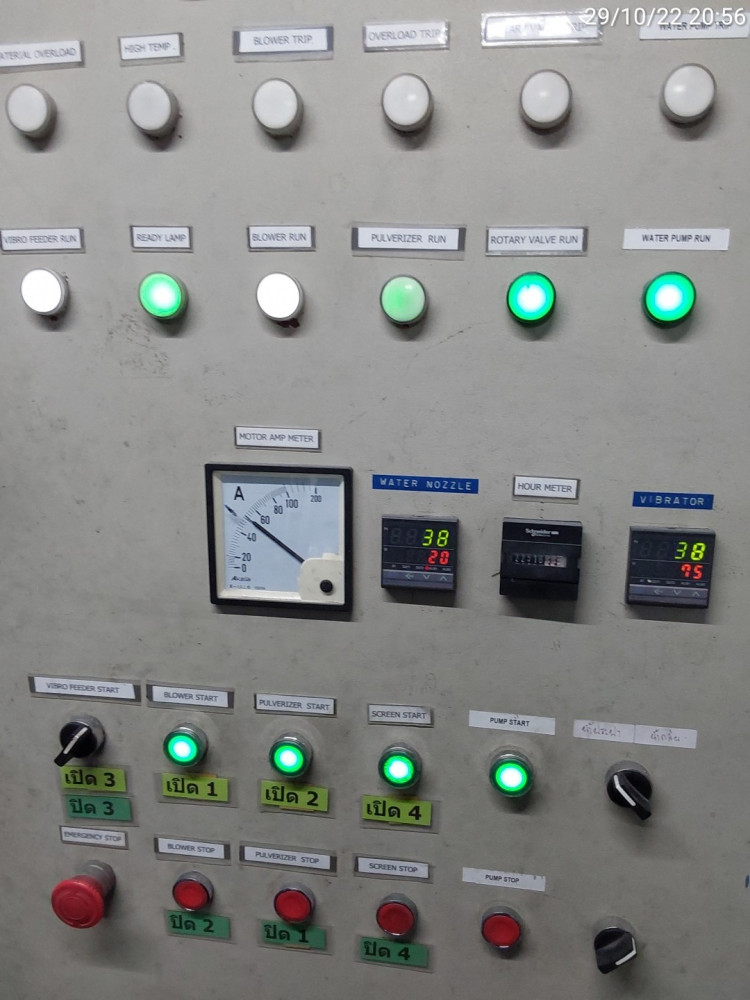 29/10/22 20:56
MATERIAL OVERLOAD
HIGH TEMP.
BLOWER TRIP
OVERLOAD TRIP
WATER PUMP TRIP
VIBRO FEEDER RUN
READY LAMP
BLOWER RUN
PULVERIZER RUN
ROTARY VALVE RUN
WATER PUMP RUN
MOTOR AMP METER
WATER NOZZLE
HOUR METER
VIBRATOR
A
200
100
80
60
40
20
0
38
20
Schneider
38
75
VIBRO FEEDER START
BLOWER START
PULVERIZER START
SCREEN START
PUMP START
เปิด 3
เปิด 1
เปิด 2
เปิด 4
ปิด 3
EMERGENCY STOP
BLOWER STOP
PULVERIZER STOP
SCREEN STOP
PUMP STOP
ปิด 2
ปิด 1
ปิด 4